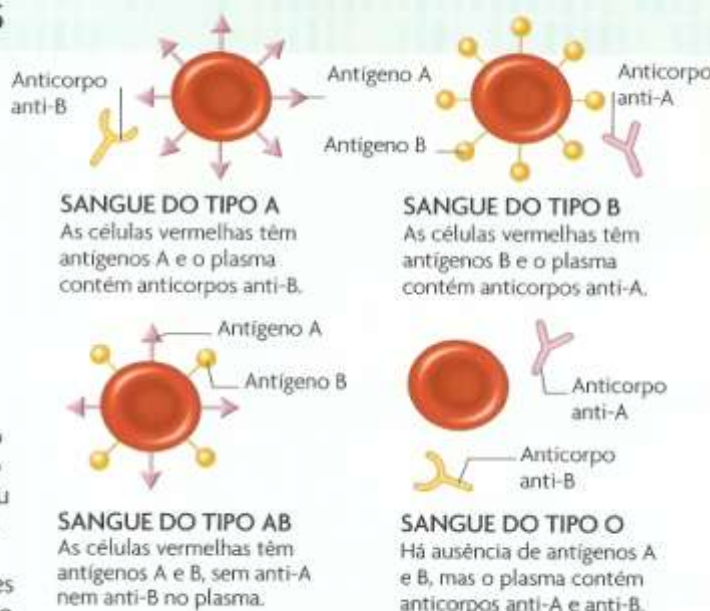 Anticorpo
anti-B
Antígeno A
Antígeno B
Anticorpo
anti-A
SANGUE DO TIPO A
As células vermelhas têm
antígenos A e o plasma
contém anticorpos anti-B.
SANGUE DO TIPO B
As células vermelhas têm
antígenos B e o plasma
contém anticorpos anti-A.
Antígeno A
Antígeno B
SANGUE DO TIPO AB
As células vermelhas têm
antígenos A e B, sem anti-A
nem anti-B no plasma.
Anticorpo
anti-A
Anticorpo
anti-B
SANGUE DO TIPO O
Há ausência de antígenos A
e B, mas o plasma contém
anticorpos anti-A e anti-B.